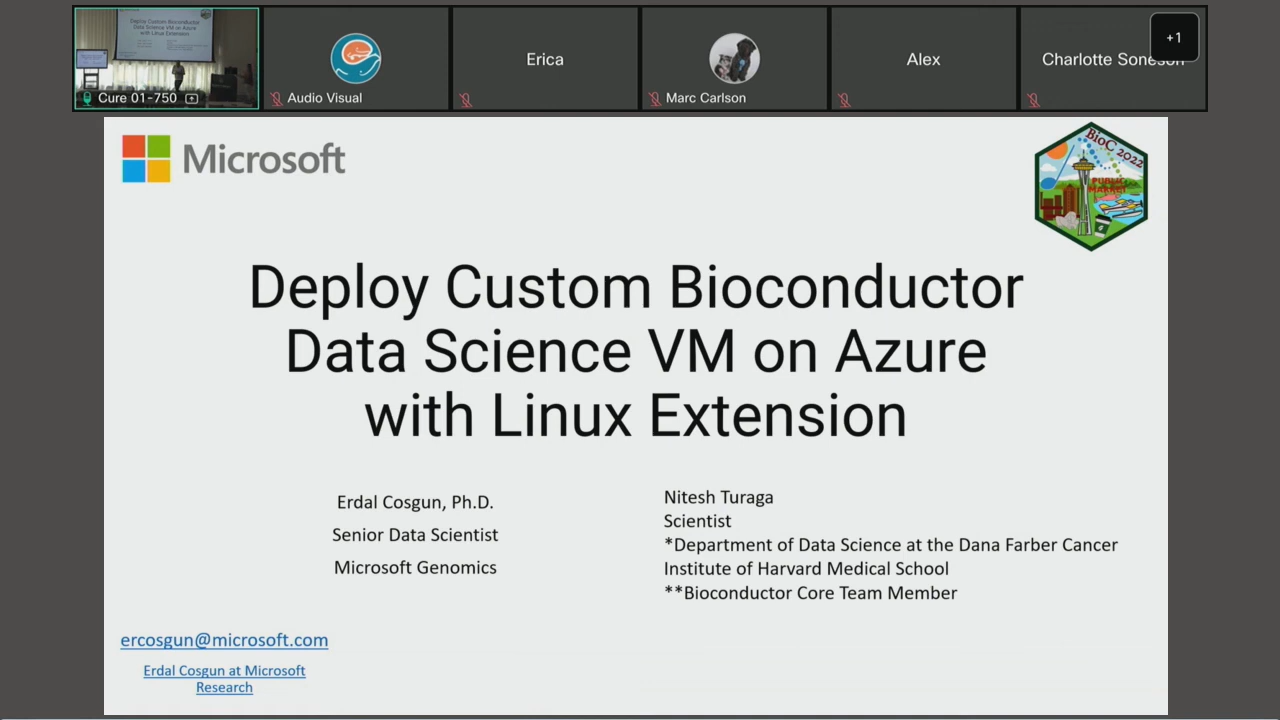 Cure 01-750
Audio Visual
Erica
Marc Carlson
Alex
Charlotte Soneson
+1
Microsoft
BioC 2022
PUBLIC
MARKET
Deploy Custom Bioconductor
Data Science VM on Azure
with Linux Extension
Erdal Cosgun, Ph.D.
Senior Data Scientist
Microsoft Genomics
Nitesh Turaga
Scientist
*Department of Data Science at the Dana Farber Cancer
Institute of Harvard Medical School
**Bioconductor Core Team Member
ercosgun@microsoft.com
Erdal Cosgun at Microsoft
Research